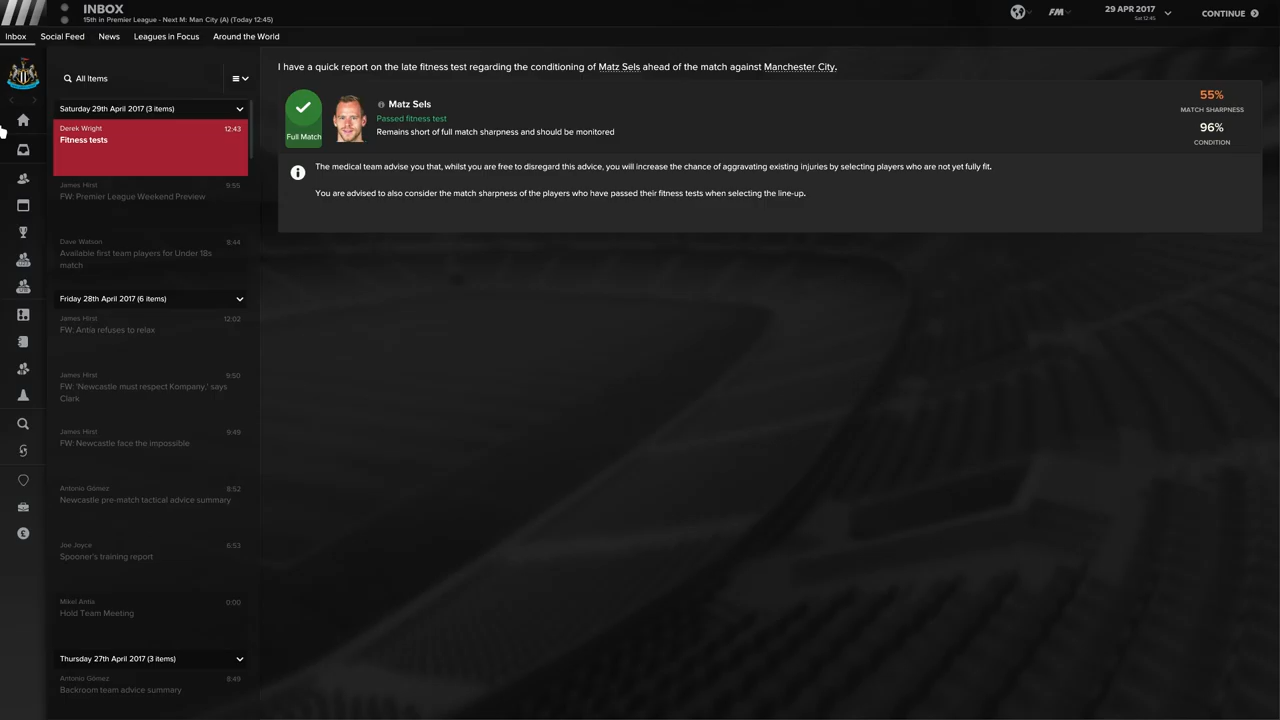 INBOX
15th in Premier League - Next M: Man City (A) (Today 12:45)
FM
29 APR 2017
Sat 12:45
CONTINUE
Inbox
Social Feed
News
Leagues in Focus
Around the World
All Items
Saturday 29th April 2017 (3 items)
Derek Wright 12:43
Fitness tests
James Hirst 9:55
FW: Premier League Weekend Preview
Dave Watson 8:44
Available first team players for Under 18s
match
Friday 28th April 2017 (6 items)
James Hirst 12:02
FW: Antia refuses to relax
James Hirst 9:50
FW: 'Newcastle must respect Kompany,' says
Clark
James Hirst 9:49
FW: Newcastle face the impossible
Antonio Gómez 8:52
Newcastle pre-match tactical advice summary
Joe Joyce 6:53
Spooner's training report
Mikel Antia 0:00
Hold Team Meeting
Thursday 27th April 2017 (3 items)
Antonio Gómez 8:49
Backroom team advice summary
I have a quick report on the late fitness test regarding the conditioning of Matz Sels ahead of the match against Manchester City.
Full Match
Matz Sels
Passed fitness test
Remains short of full match sharpness and should be monitored
55%
MATCH SHARPNESS
96%
CONDITION
The medical team advise you that, whilst you are free to disregard this advice, you will increase the chance of aggravating existing injuries by selecting players who are not yet fully fit.
You are advised to also consider the match sharpness of the players who have passed their fitness tests when selecting the line-up.